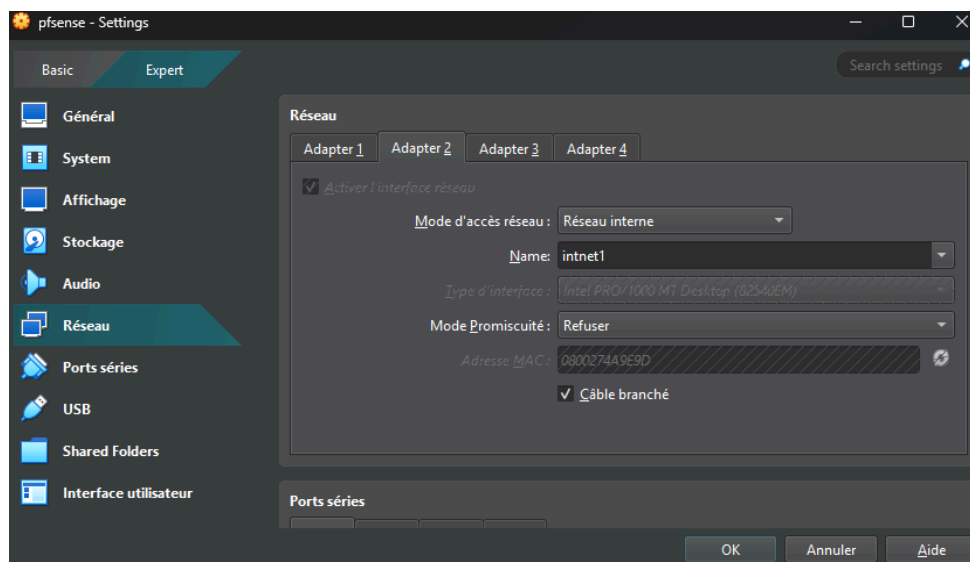 pfsense - Settings
Basic
Expert
Search settings
Général
System
Affichage
Stockage
Audio
Réseau
Ports séries
USB
Shared Folders
Interface utilisateur
Réseau
Adapter 1
Adapter 2
Adapter 3
Adapter 4
Activer l'interface réseau
Mode d'accès réseau : Réseau interne
Name: intnet1
Type d'interface : Intel PRO/1000 MT Desktop (82540EM)
Mode Promiscuité : Refuser
Adresse MAC : 0800274A9E9D
Câble branché
Ports séries
OK
Annuler
Aide